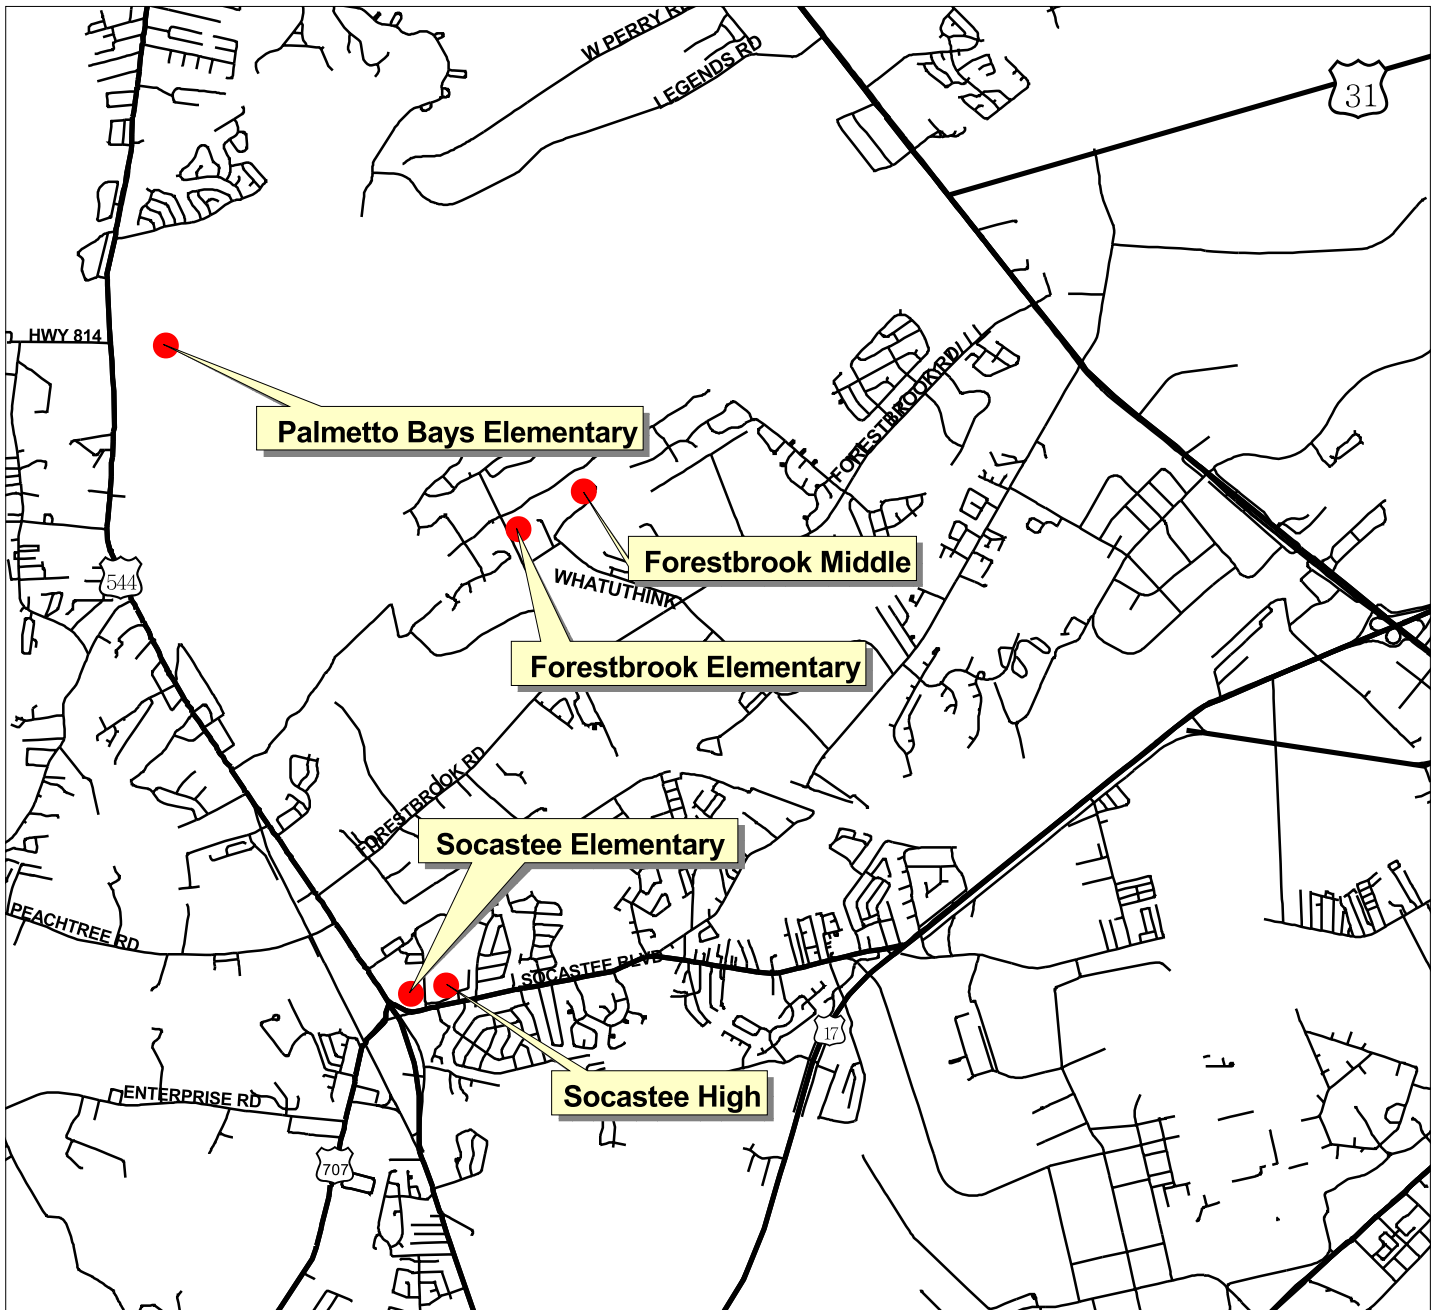 W PERRY RD
LEGENDS RD
31
HWY 814
FORESTBROOK RD
Palmetto Bays Elementary
Forestbrook Middle
544
WHATUTHINK
Forestbrook Elementary
FORESTBROOK RD
Socastee Elementary
PEACHTREE RD
SOCASTEE BLVD
17
Socastee High
ENTERPRISE RD
707